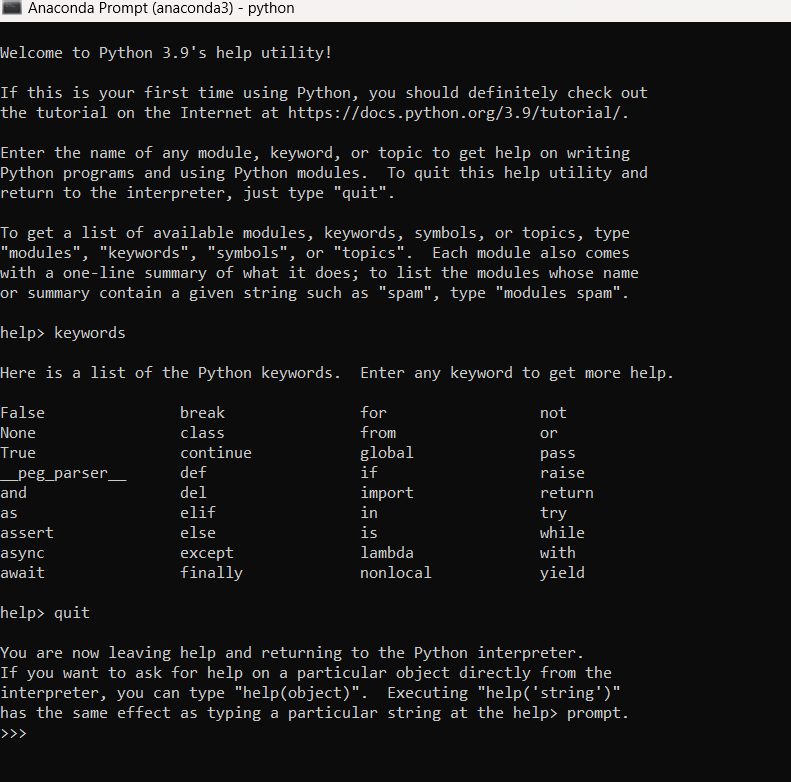 Anaconda Prompt (anaconda3) - python
Welcome to Python 3.9's help utility!
If this is your first time using Python, you should definitely check out
the tutorial on the Internet at https://docs.python.org/3.9/tutorial/.
Enter the name of any module, keyword, or topic to get help on writing
Python programs and using Python modules.  To quit this help utility and
return to the interpreter, just type "quit".
To get a list of available modules, keywords, symbols, or topics, type
"modules", "keywords", "symbols", or "topics".  Each module also comes
with a one-line summary of what it does; to list the modules whose name
or summary contain a given string such as "spam", type "modules spam".
help> keywords
Here is a list of the Python keywords.  Enter any keyword to get more help.
False               break               for                 not
None                class               from                or
True                continue            global              pass
__peg_parser__      def                 if                  raise
and                 del                 import              return
as                  elif                in                  try
assert              else                is                  while
async               except              lambda              with
await               finally             nonlocal            yield
help> quit
You are now leaving help and returning to the Python interpreter.
If you want to ask for help on a particular object directly from the
interpreter, you can type "help(object)".  Executing "help('string')"
has the same effect as typing a particular string at the help> prompt.
>>>